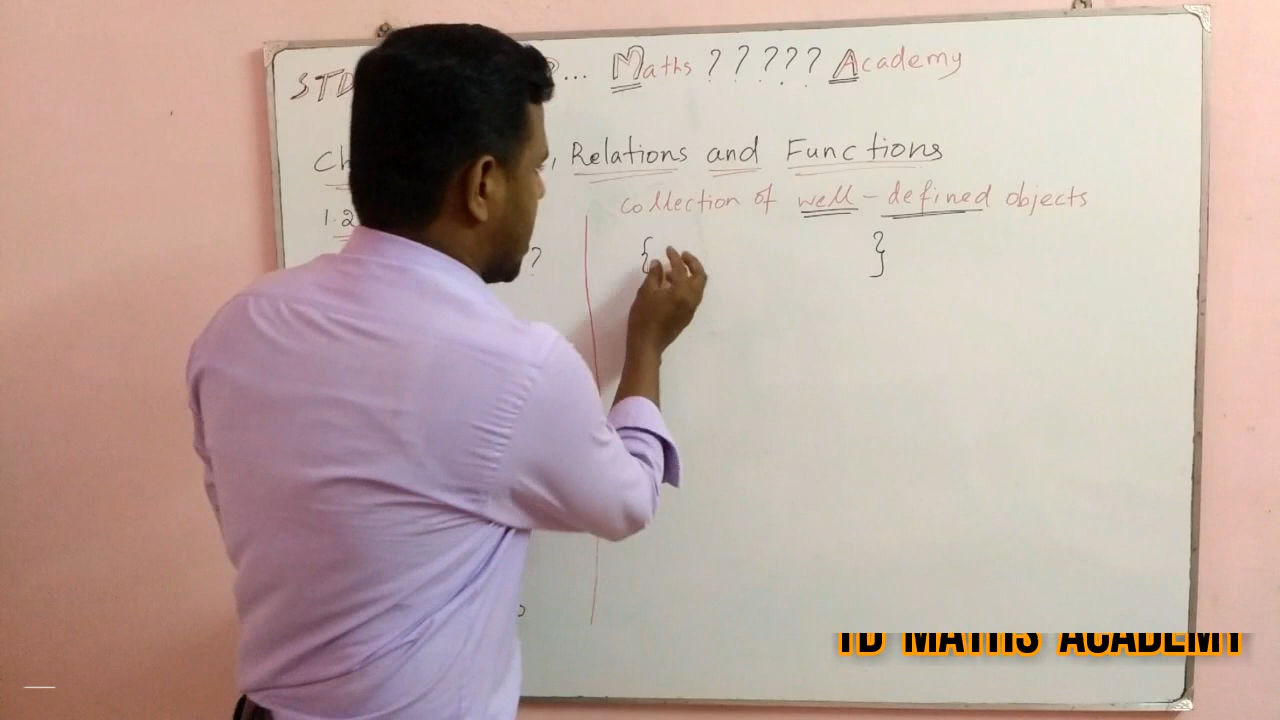 STD ... Maths ? ? ? ? ? Academy
Ch , Relations and Functions
collection of well - defined objects
1.2
? { }
TD MATHS ACADEMY